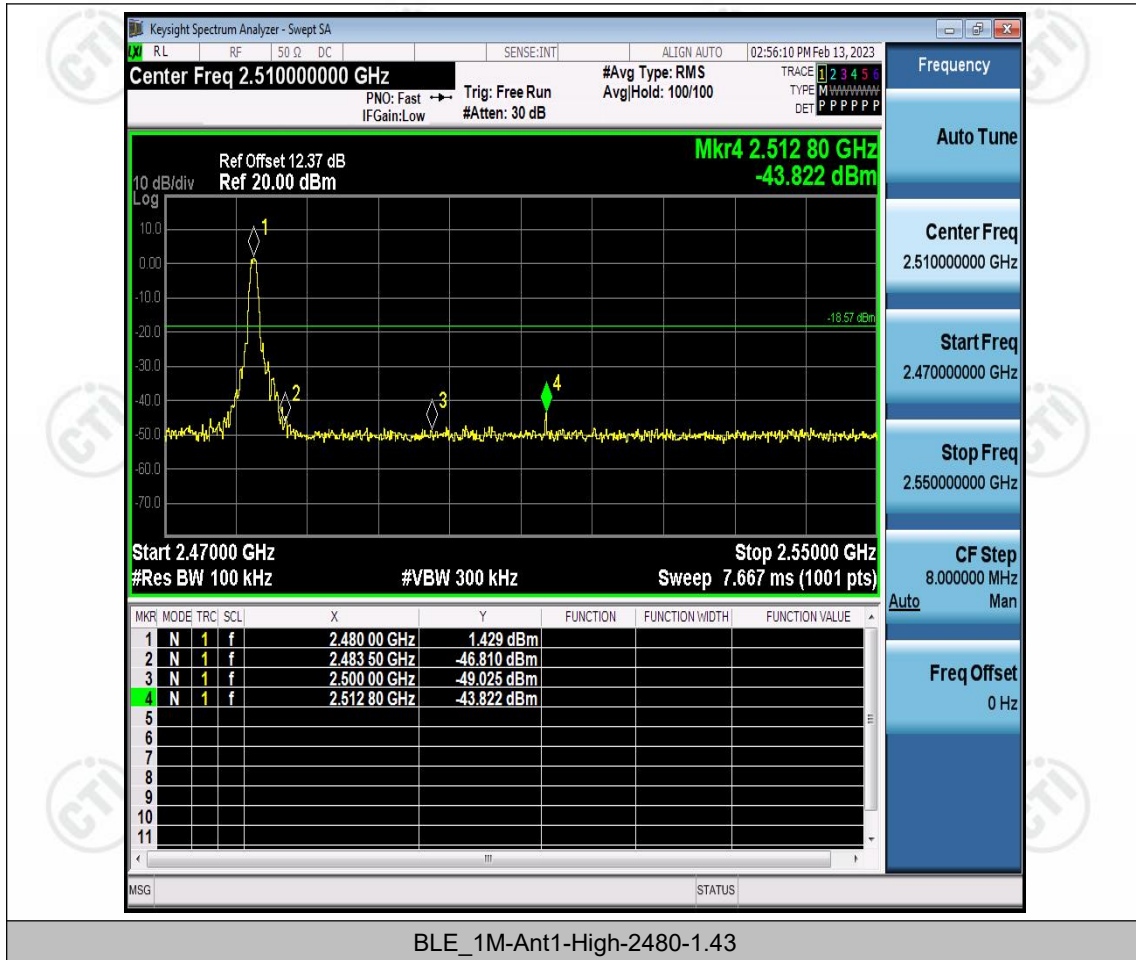 Keysight Spectrum Analyzer - Swept SA
LXI RL RF 50 Ω DC SENSE:INT ALIGN AUTO 02:56:10 PM Feb 13, 2023
Center Freq 2.510000000 GHz
PNO: Fast
IFGain:Low
Trig: Free Run
#Atten: 30 dB
#Avg Type: RMS
Avg|Hold: 100/100
TRACE 1 2 3 4 5 6
TYPE M WWWWW
DET P P P P P P
Mkr4 2.512 80 GHz
-43.822 dBm
Ref Offset 12.37 dB
10 dB/div Ref 20.00 dBm
Log
10.0
0.00
-10.0
-20.0
-30.0
-40.0
-50.0
-60.0
-70.0
1
2
3
4
-18.57 dBm
Start 2.47000 GHz Stop 2.55000 GHz
#Res BW 100 kHz #VBW 300 kHz Sweep 7.667 ms (1001 pts)
MKR MODE TRC SCL X Y FUNCTION FUNCTION WIDTH FUNCTION VALUE
1 N 1 f 2.480 00 GHz 1.429 dBm
2 N 1 f 2.483 50 GHz -46.810 dBm
3 N 1 f 2.500 00 GHz -49.025 dBm
4 N 1 f 2.512 80 GHz -43.822 dBm
5
6
7
8
9
10
11
MSG STATUS
Frequency
Auto Tune
Center Freq
2.510000000 GHz
Start Freq
2.470000000 GHz
Stop Freq
2.550000000 GHz
CF Step
8.000000 MHz
Auto Man
Freq Offset
0 Hz
BLE_1M-Ant1-High-2480-1.43
CTI
CTI
CTI
CTI
CTI
CTI